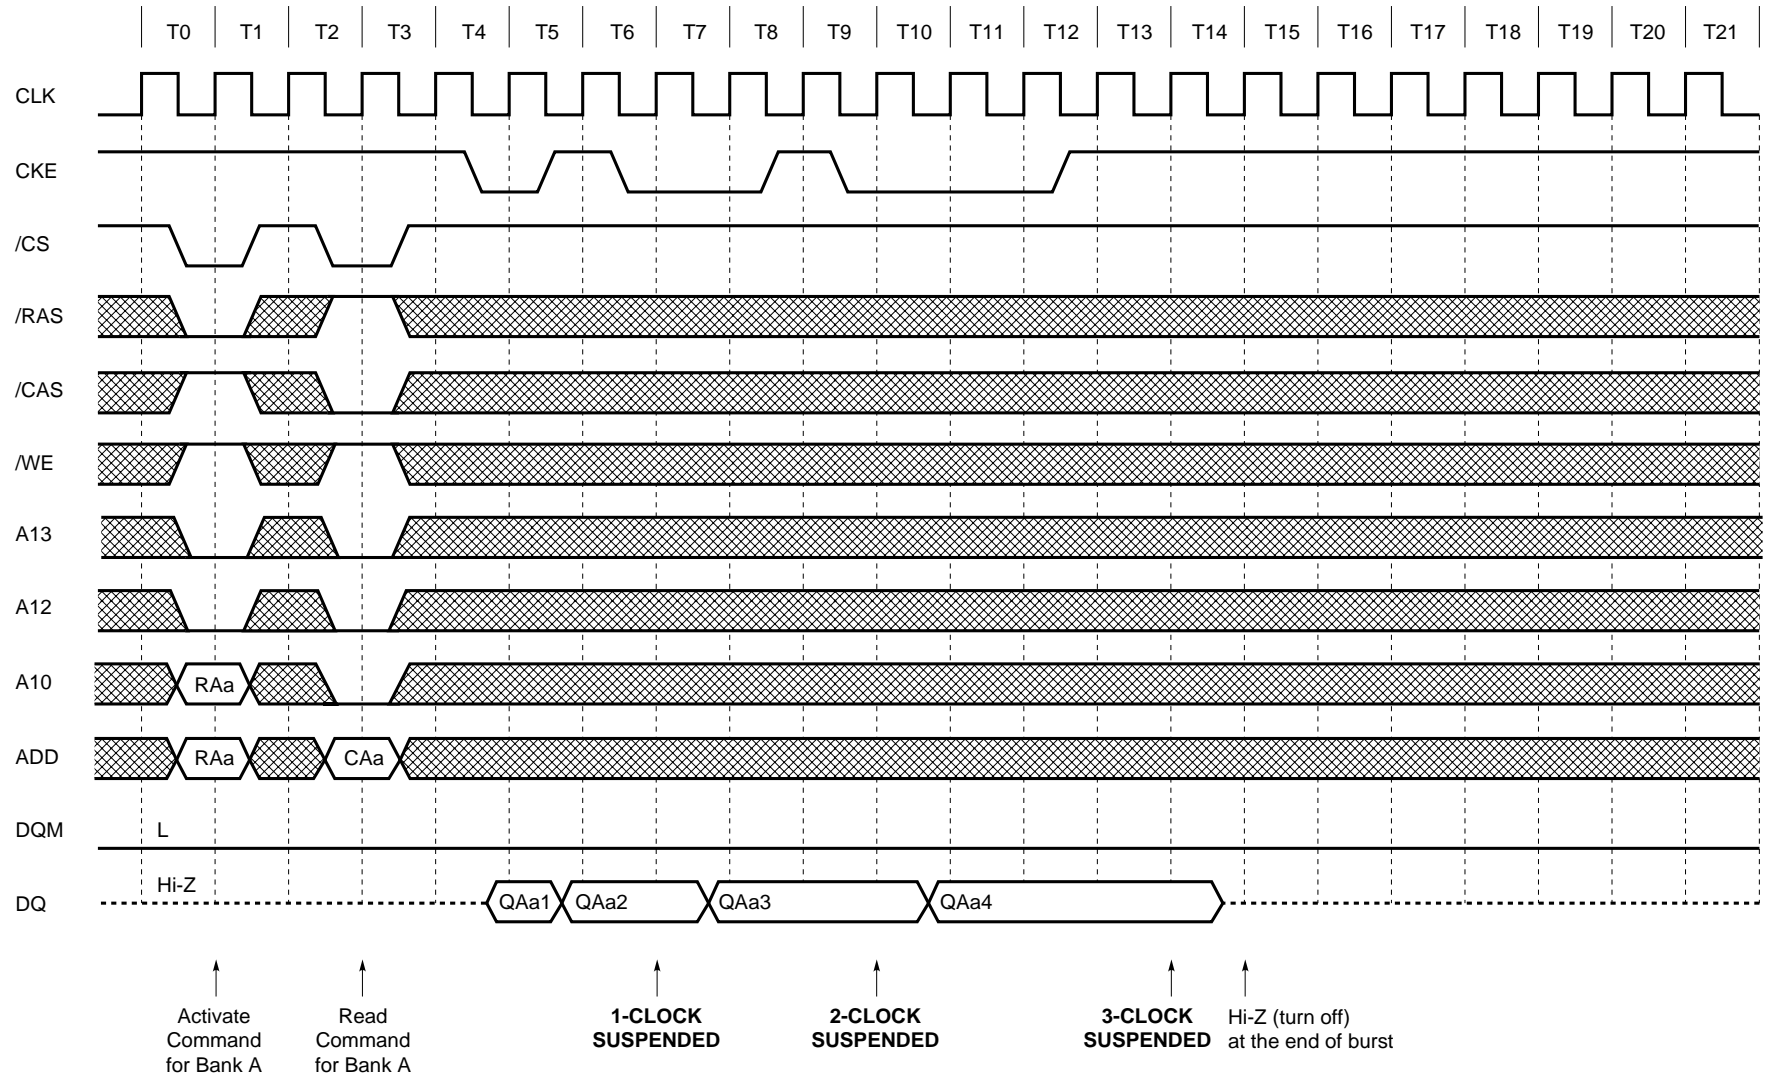 T0 T1 T2 T3 T4 T5 T6 T7 T8 T9 T10 T11 T12 T13 T14 T15 T16 T17 T18 T19 T20 T21
CLK
CKE
/CS
/RAS
/CAS
/WE
A13
A12
A10 RAa
ADD RAa CAa
DQM L
Hi-Z
DQ QAa1 QAa2 QAa3 QAa4
Activate
Command
for Bank A
Read
Command
for Bank A
1-CLOCK
SUSPENDED
2-CLOCK
SUSPENDED
3-CLOCK
SUSPENDED
Hi-Z (turn off)
at the end of burst